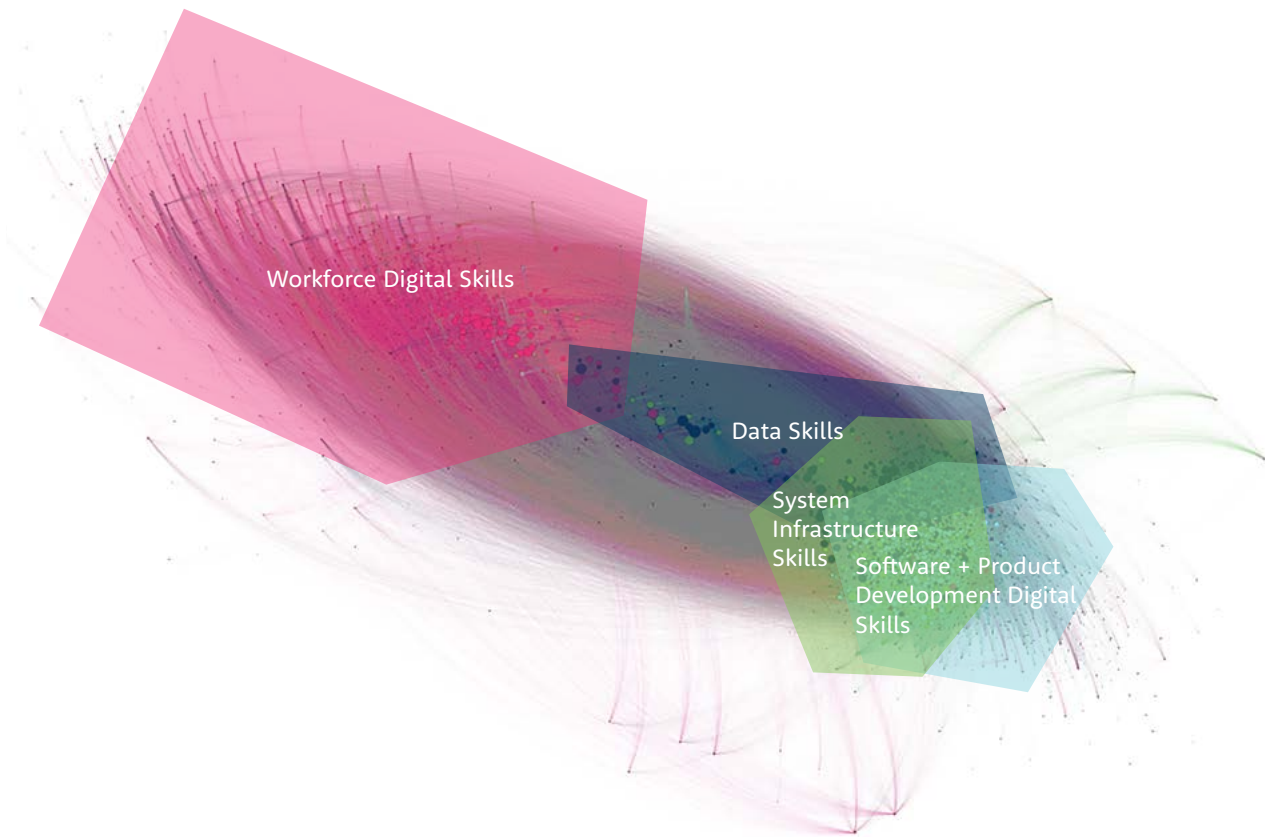 Workforce Digital Skills
Data Skills
System
Infrastructure
Skills
Software + Product
Development Digital
Skills